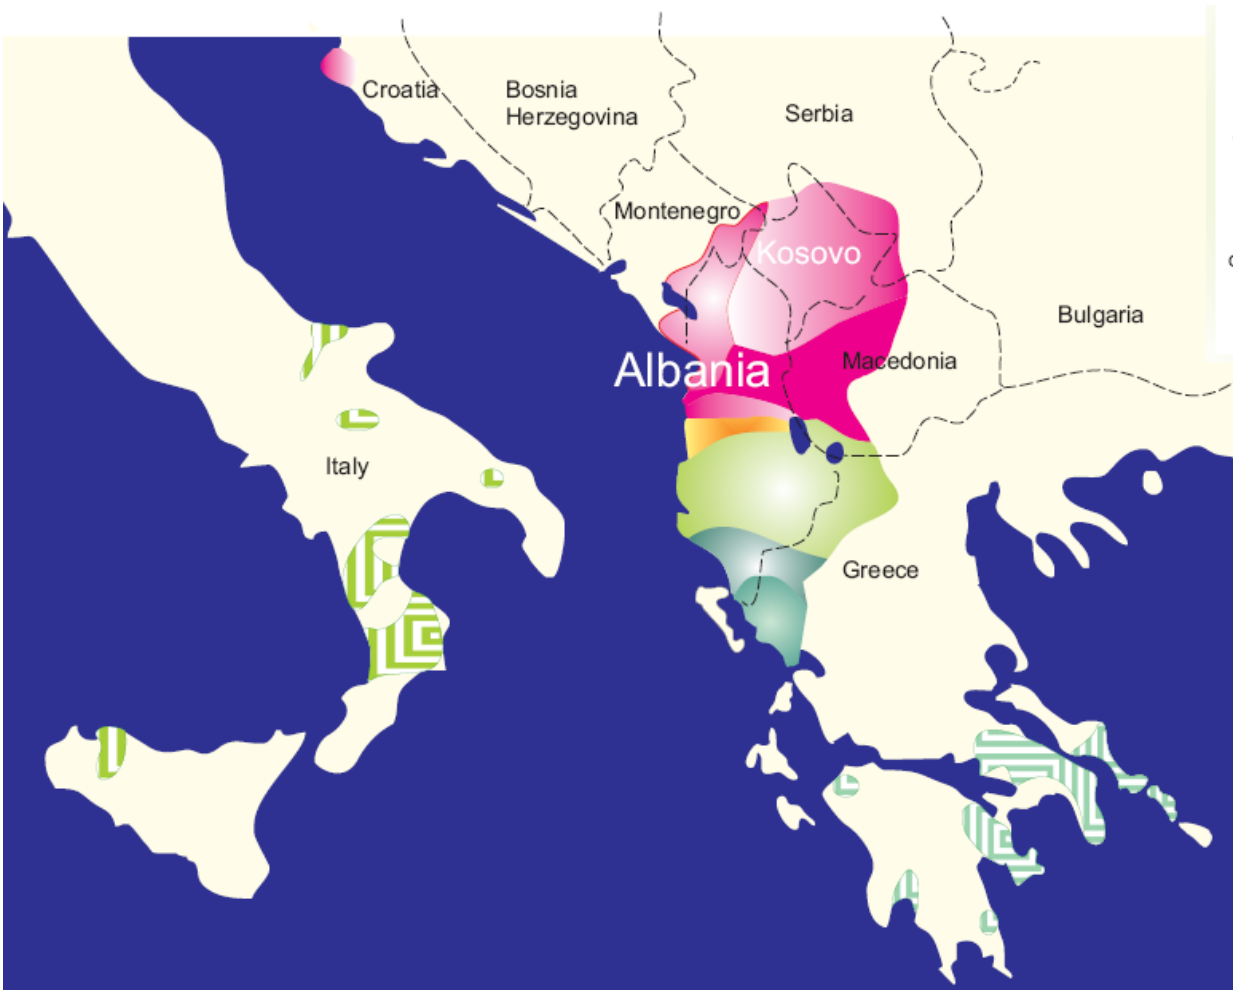 Croatia
Bosnia
Herzegovina
Serbia
Montenegro
Kosovo
Bulgaria
Albania
Macedonia
Italy
Greece